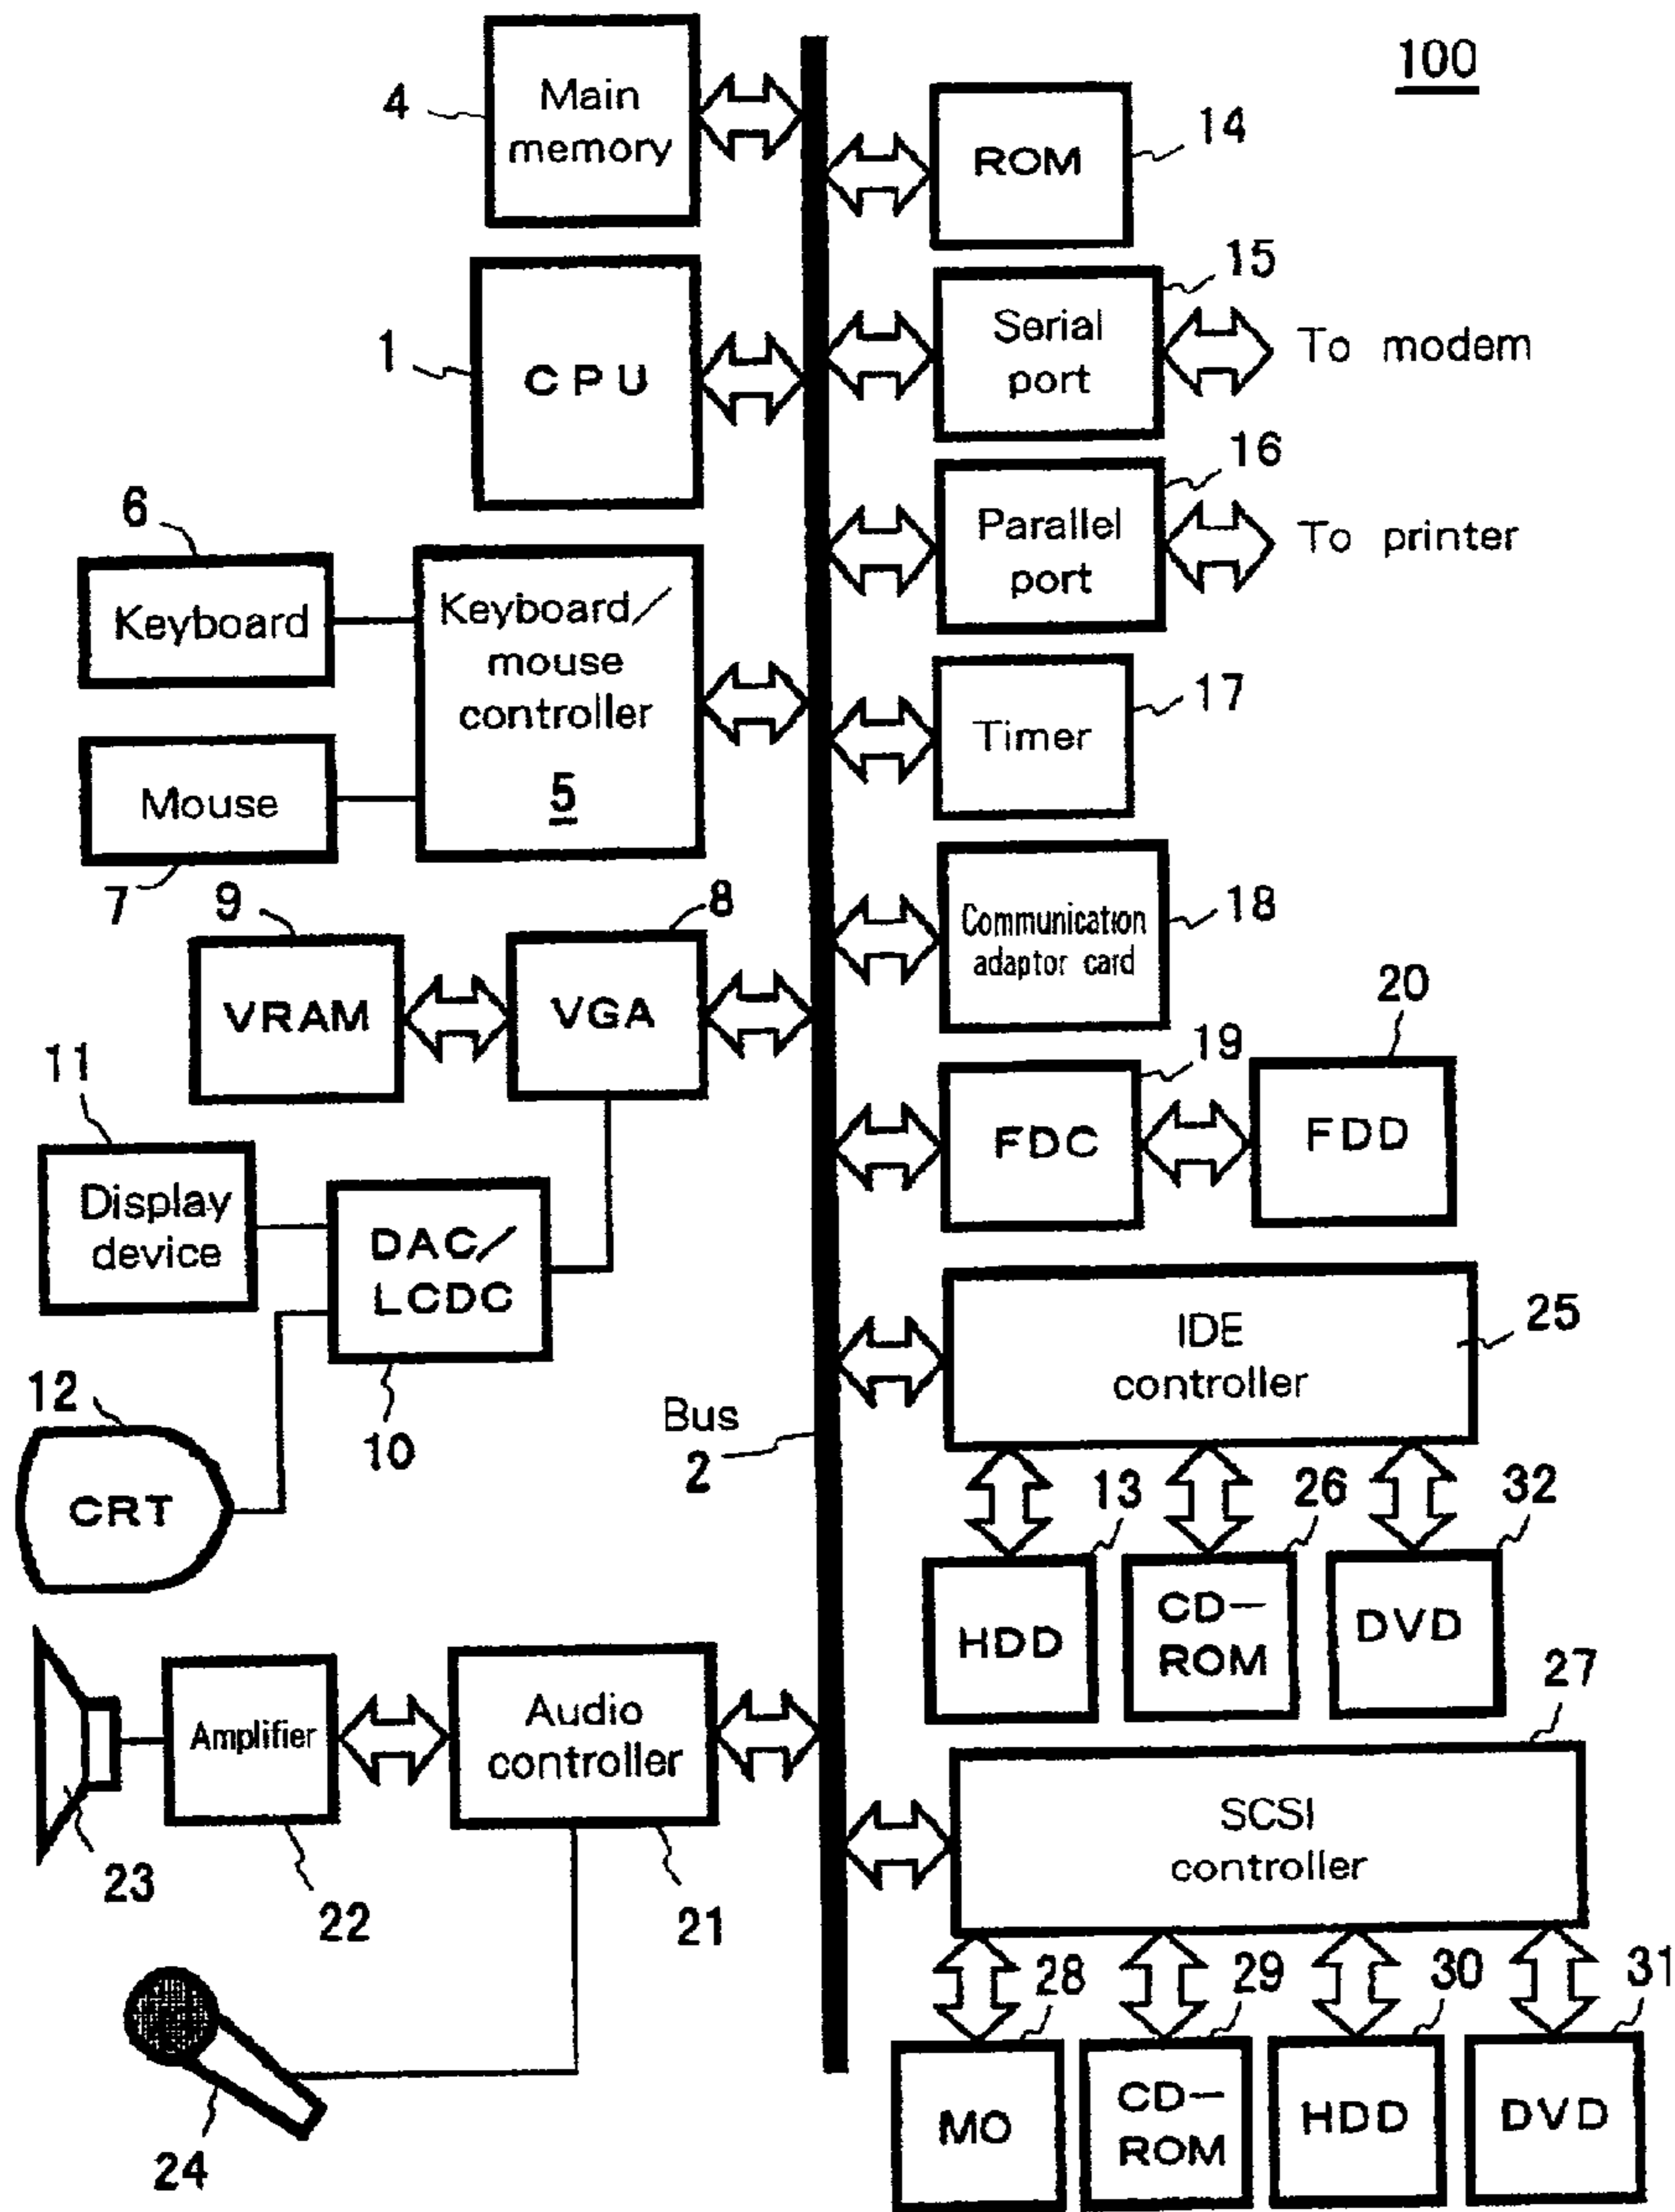 100
4
Main
memory
ROM
14
1
CPU
15
Serial
port
To modem
16
Parallel
port
To printer
6
Keyboard
Keyboard/
mouse
controller
5
Mouse
7
Timer
17
Communication
adaptor card
18
9
VRAM
8
VGA
19
FDC
20
FDD
11
Display
device
DAC/
LCDC
10
12
CRT
Bus
2
IDE
controller
25
13
HDD
26
CD-
ROM
32
DVD
23
Amplifier
22
Audio
controller
21
24
27
SCSI
controller
28
MO
29
CD-
ROM
30
HDD
31
DVD